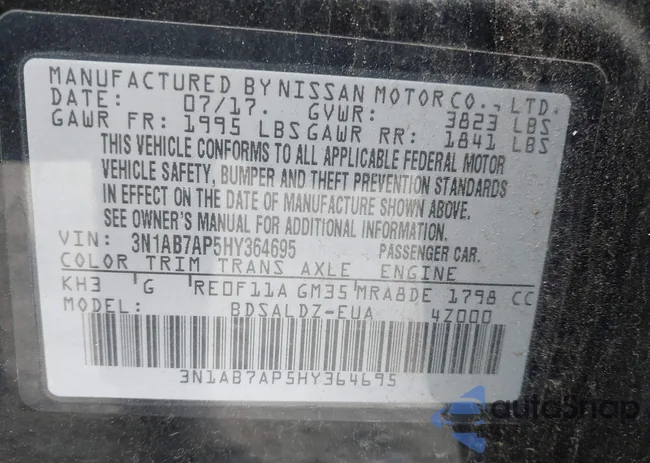 MANUFACTURED BY NISSAN MOTOR CO., LTD.
DATE: 07/17. GVWR: 3823 LBS
GAWR FR: 1995 LBS GAWR RR: 1841 LBS
THIS VEHICLE CONFORMS TO ALL APPLICABLE FEDERAL MOTOR
VEHICLE SAFETY, BUMPER AND THEFT PREVENTION STANDARDS
IN EFFECT ON THE DATE OF MANUFACTURE SHOWN ABOVE.
SEE OWNER'S MANUAL FOR ADDITIONAL INFORMATION.
VIN: 3N1AB7AP5HY364695 PASSENGER CAR.
COLOR TRIM TRANS AXLE ENGINE
KH3 G RE0F11A GM35 MRA8DE 1798 CC
MODEL: BDSALDZ-EUA 4Z000
3N1AB7AP5HY364695
autoSnap